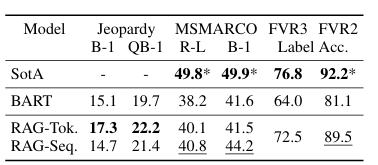 Model Jeopardy MSMARCO FVR3 FVR2
B-1 QB-1 R-L B-1 Label Acc.
SotA - - 49.8* 49.9* 76.8 92.2*
BART 15.1 19.7 38.2 41.6 64.0 81.1
RAG-Tok. 17.3 22.2 40.1 41.5 72.5 89.5
RAG-Seq. 14.7 21.4 40.8 44.2